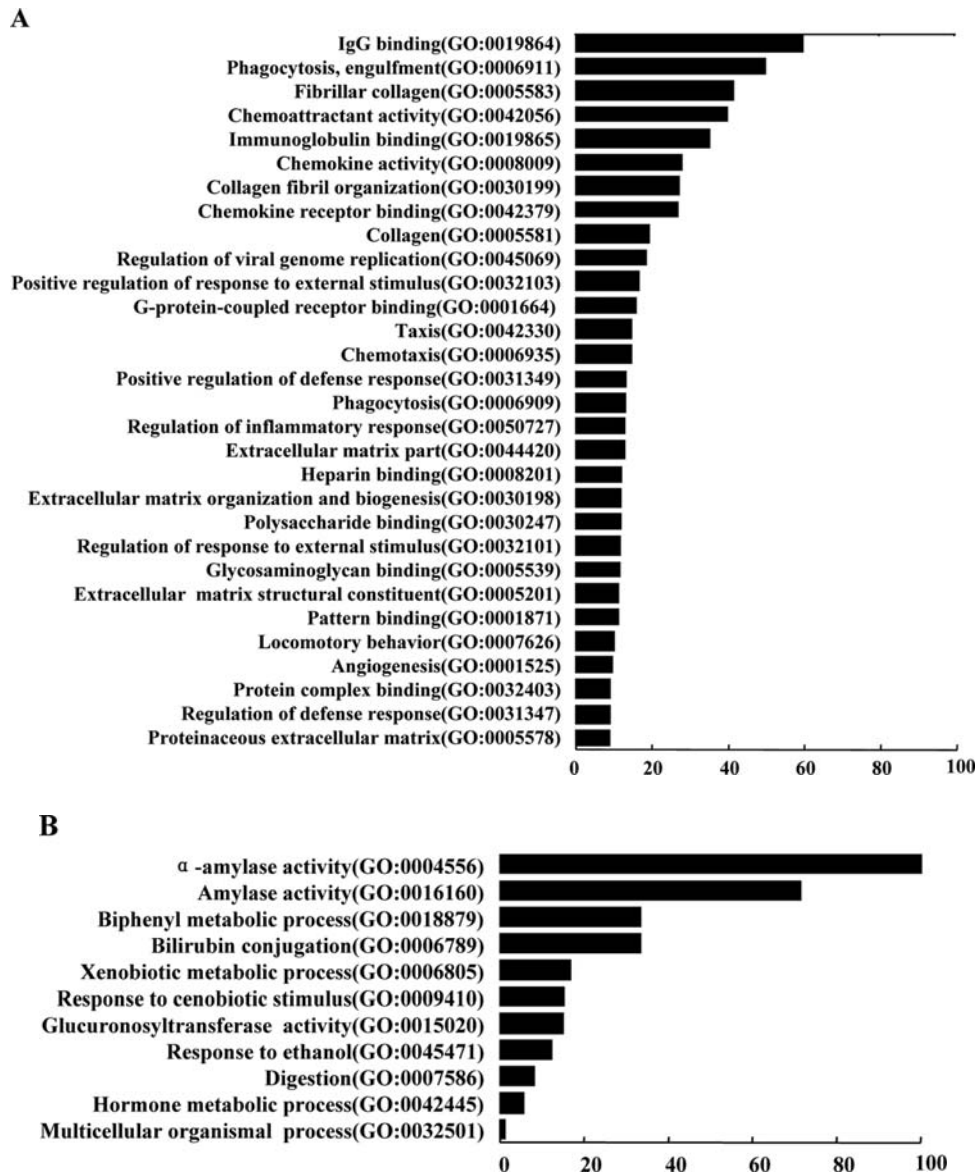 A
IgG binding(GO:0019864)
Phagocytosis, engulfment(GO:0006911)
Fibrillar collagen(GO:0005583)
Chemoattractant activity(GO:0042056)
Immunoglobulin binding(GO:0019865)
Chemokine activity(GO:0008009)
Collagen fibril organization(GO:0030199)
Chemokine receptor binding(GO:0042379)
Collagen(GO:0005581)
Regulation of viral genome replication(GO:0045069)
Positive regulation of response to external stimulus(GO:0032103)
G-protein-coupled receptor binding(GO:0001664)
Taxis(GO:0042330)
Chemotaxis(GO:0006935)
Positive regulation of defense response(GO:0031349)
Phagocytosis(GO:0006909)
Regulation of inflammatory response(GO:0050727)
Extracellular matrix part(GO:0044420)
Heparin binding(GO:0008201)
Extracellular matrix organization and biogenesis(GO:0030198)
Polysaccharide binding(GO:0030247)
Regulation of response to external stimulus(GO:0032101)
Glycosaminoglycan binding(GO:0005539)
Extracellular matrix structural constituent(GO:0005201)
Pattern binding(GO:0001871)
Locomotory behavior(GO:0007626)
Angiogenesis(GO:0001525)
Protein complex binding(GO:0032403)
Regulation of defense response(GO:0031347)
Proteinaceous extracellular matrix(GO:0005578)
0 20 40 60 80 100
B
α-amylase activity(GO:0004556)
Amylase activity(GO:0016160)
Biphenyl metabolic process(GO:0018879)
Bilirubin conjugation(GO:0006789)
Xenobiotic metabolic process(GO:0006805)
Response to cenobiotic stimulus(GO:0009410)
Glucuronosyltransferase activity(GO:0015020)
Response to ethanol(GO:0045471)
Digestion(GO:0007586)
Hormone metabolic process(GO:0042445)
Multicellular organismal process(GO:0032501)
0 20 40 60 80 100